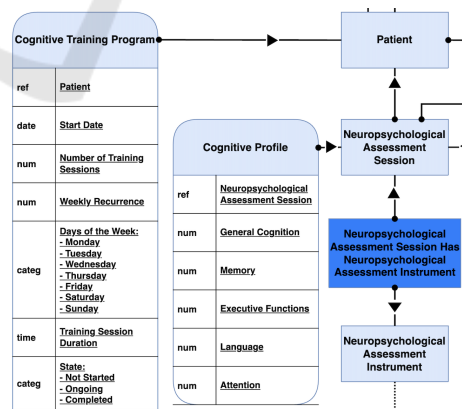 Cognitive Training Program
ref
Patient
date
Start Date
num
Number of Training
Sessions
num
Weekly Recurrence
categ
Days of the Week:
- Monday
- Tuesday
- Wednesday
- Thursday
- Friday
- Saturday
- Sunday
time
Training Session
Duration
categ
State:
- Not Started
- Ongoing
- Completed
Cognitive Profile
ref
Neuropsychological
Assessment Session
num
General Cognition
num
Memory
num
Executive Functions
num
Language
num
Attention
Patient
Neuropsychological
Assessment
Session
Neuropsychological
Assessment Session Has
Neuropsychological
Assessment Instrument
Neuropsychological
Assessment
Instrument